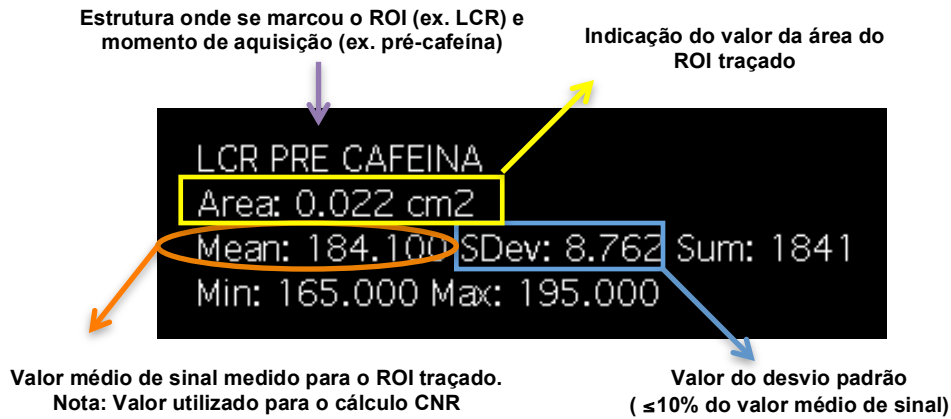 Estrutura onde se marcou o ROI (ex. LCR) e
momento de aquisição (ex. pré-cafeína)
Indicação do valor da área do
ROI traçado
LCR PRE CAFEINA
Area: 0.022 cm2
Mean: 184.100 SDev: 8.762 Sum: 1841
Min: 165.000 Max: 195.000
Valor médio de sinal medido para o ROI traçado.
Nota: Valor utilizado para o cálculo CNR
Valor do desvio padrão
( ≤10% do valor médio de sinal)